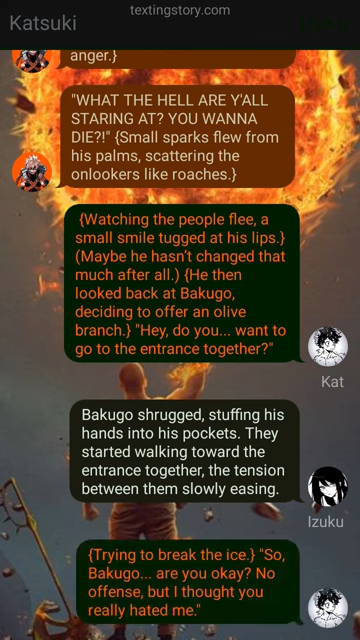 textingstory.com
Katsuki
anger.}
"WHAT THE HELL ARE Y'ALL
STARING AT? YOU WANNA
DIE?!" {Small sparks flew from
his palms, scattering the
onlookers like roaches.}
{Watching the people flee, a
small smile tugged at his lips.}
(Maybe he hasn't changed that
much after all.) {He then
looked back at Bakugo,
deciding to offer an olive
branch.} "Hey, do you... want to
go to the entrance together?"
Kat
Bakugo shrugged, stuffing his
hands into his pockets. They
started walking toward the
entrance together, the tension
between them slowly easing.
Izuku
{Trying to break the ice.} "So,
Bakugo... are you okay? No
offense, but I thought you
really hated me."